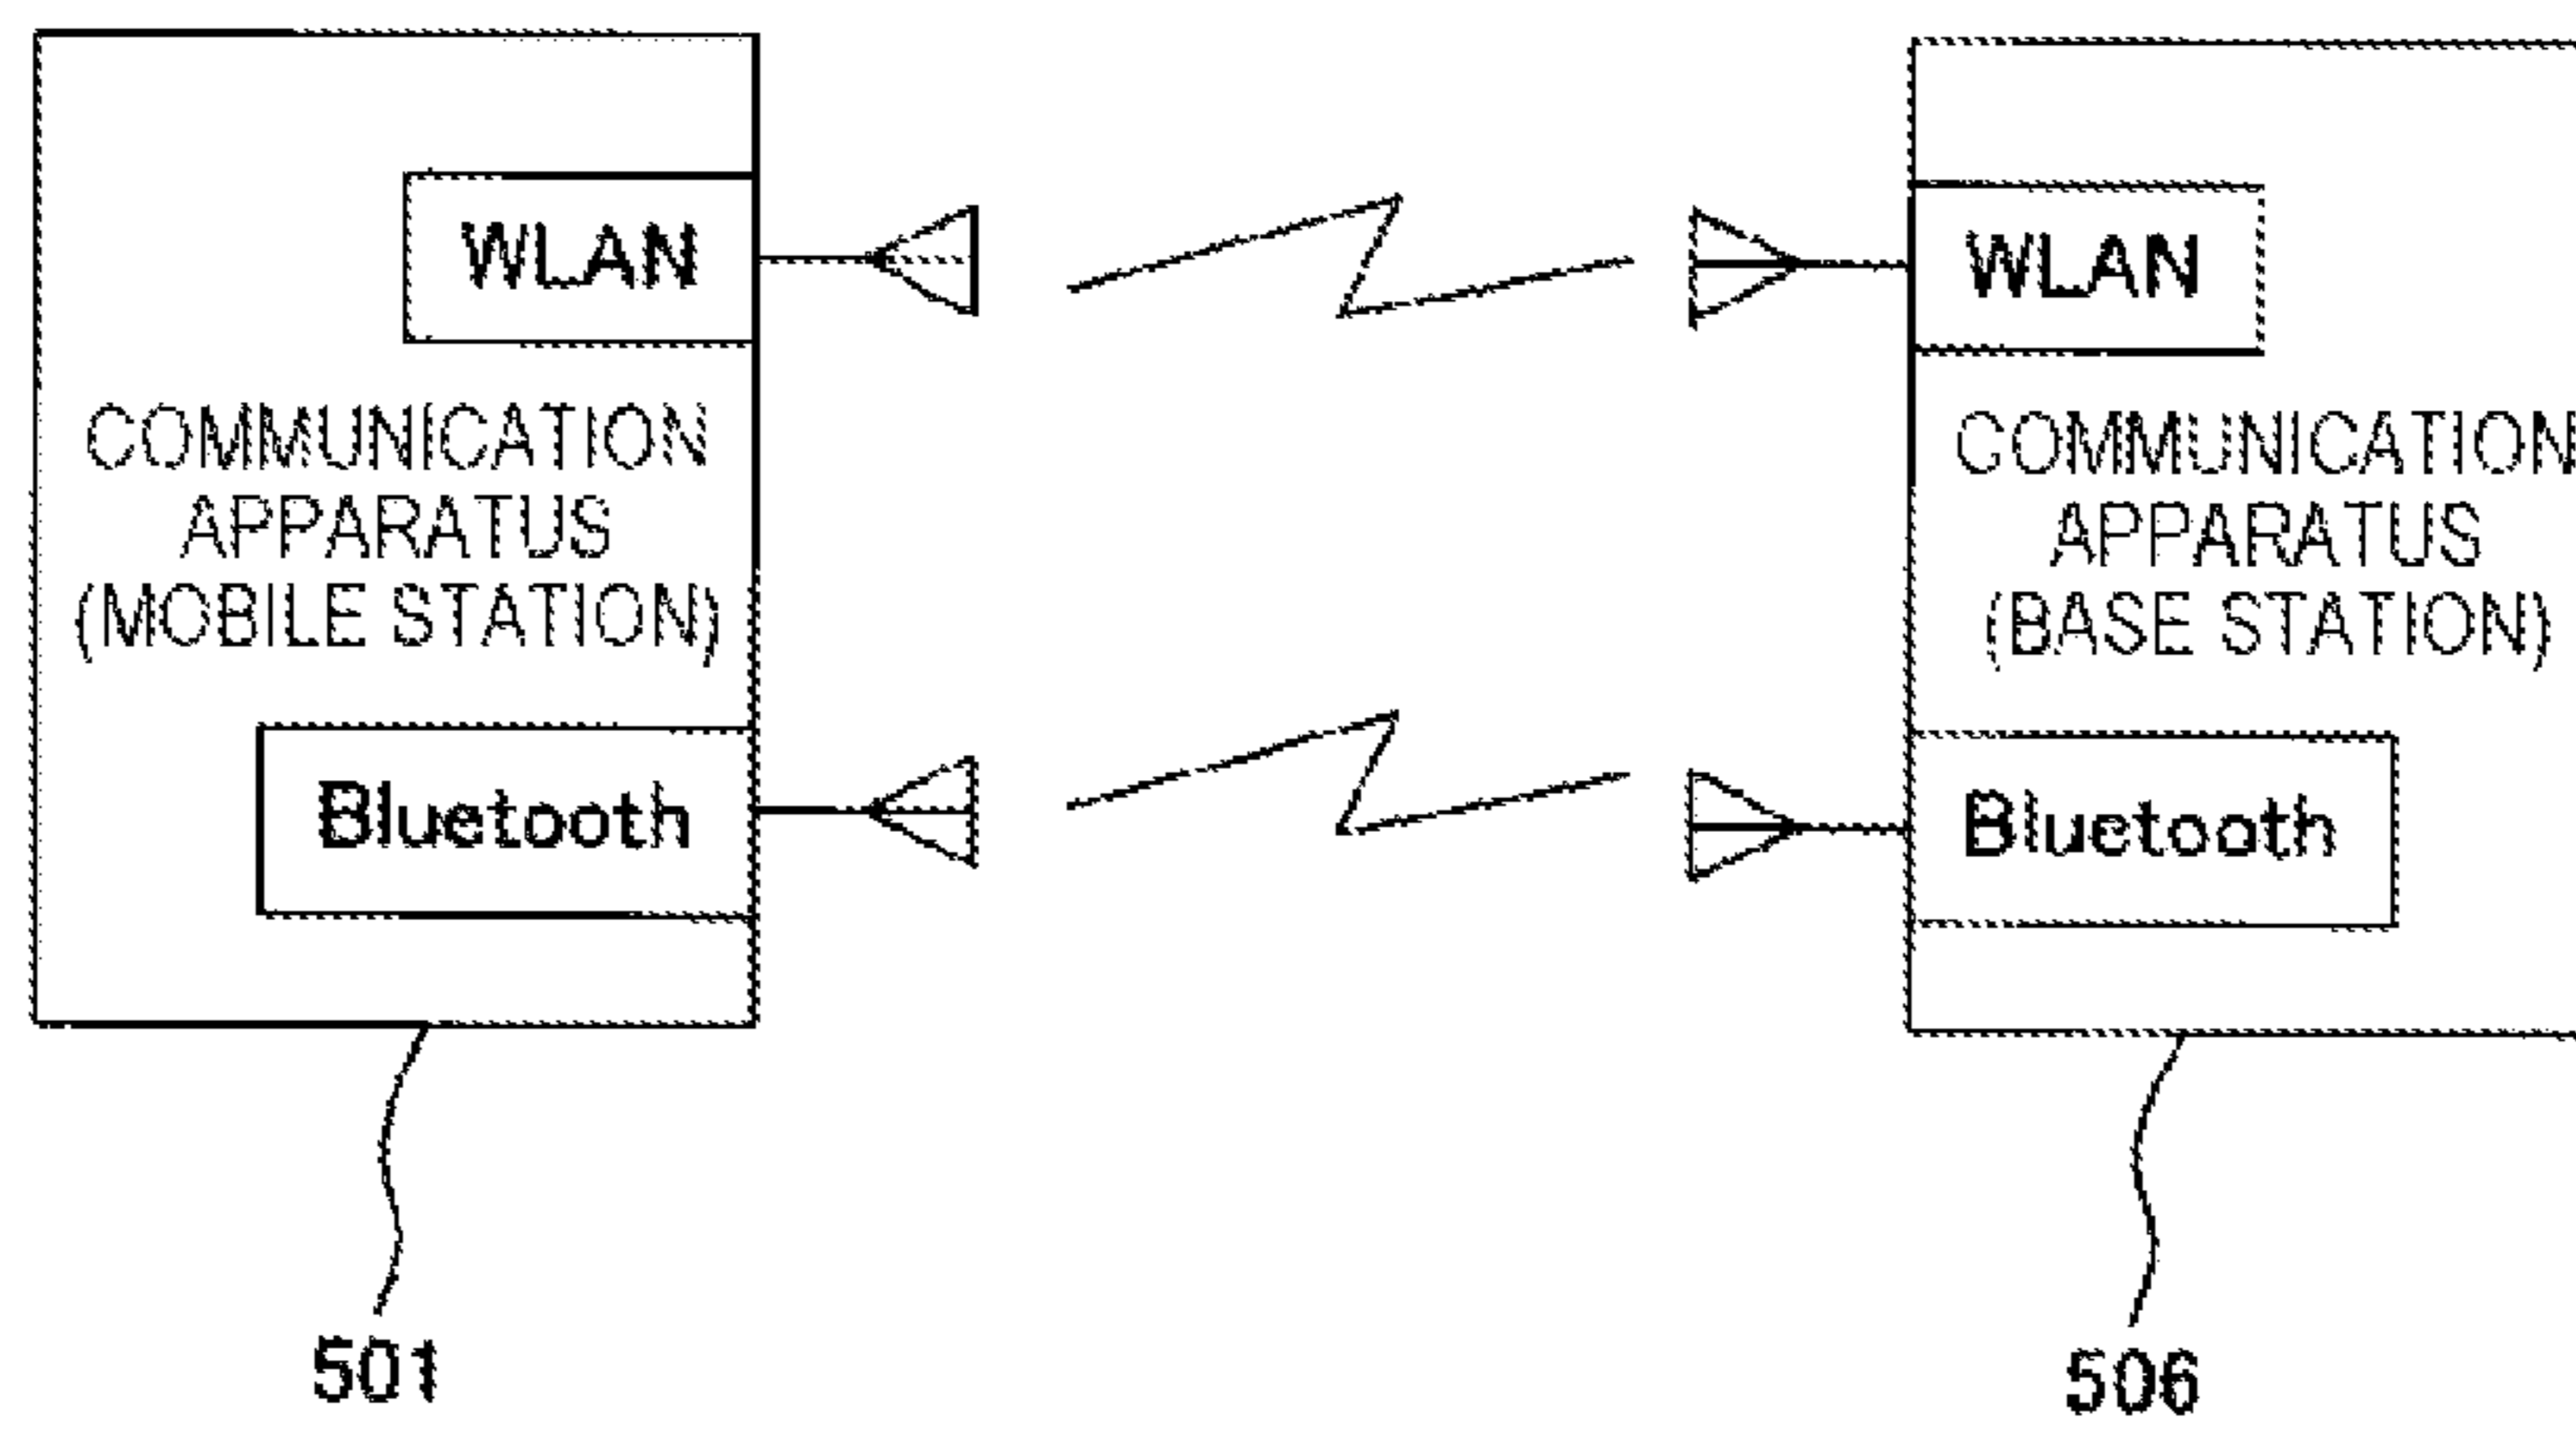 WLAN
COMMUNICATION
APPARATUS
(MOBILE STATION)
Bluetooth
501
WLAN
COMMUNICATION
APPARATUS
(BASE STATION)
Bluetooth
506